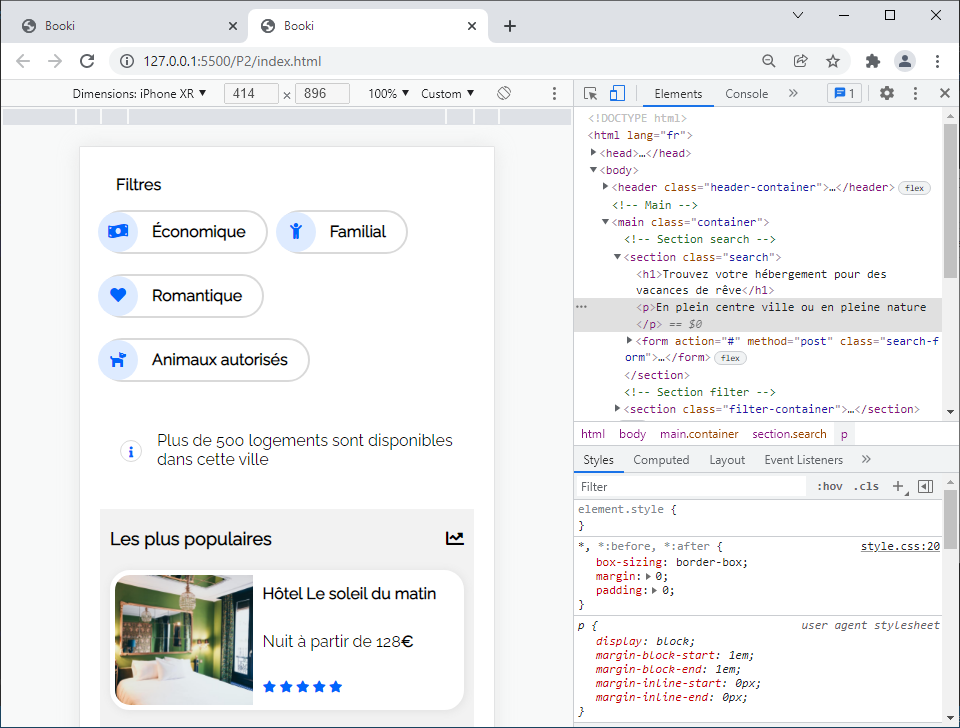 Booki
Booki
127.0.0.1:5500/P2/index.html
Dimensions: iPhone XR ▼ 414 × 896 100% ▼ Custom ▼
Elements Console » 1
Filtres
Économique
Familial
Romantique
Animaux autorisés
Plus de 500 logements sont disponibles
dans cette ville
Les plus populaires
Hôtel Le soleil du matin
Nuit à partir de 128€
<!DOCTYPE html>
<html lang="fr">
▶<head>…</head>
▼<body>
▶<header class="header-container">…</header> flex
<!-- Main -->
▼<main class="container">
<!-- Section search -->
▼<section class="search">
<h1>Trouvez votre hébergement pour des
vacances de rêve</h1>
<p>En plein centre ville ou en pleine nature
</p> == $0
▶<form action="#" method="post" class="search-f
orm">…</form> flex
</section>
<!-- Section filter -->
▶<section class="filter-container">…</section>
html body main.container section.search p
Styles Computed Layout Event Listeners »
Filter :hov .cls +
element.style {
}
*, *:before, *:after { style.css:20
box-sizing: border-box;
margin:▶0;
padding:▶0;
}
p { user agent stylesheet
display: block;
margin-block-start: 1em;
margin-block-end: 1em;
margin-inline-start: 0px;
margin-inline-end: 0px;
}